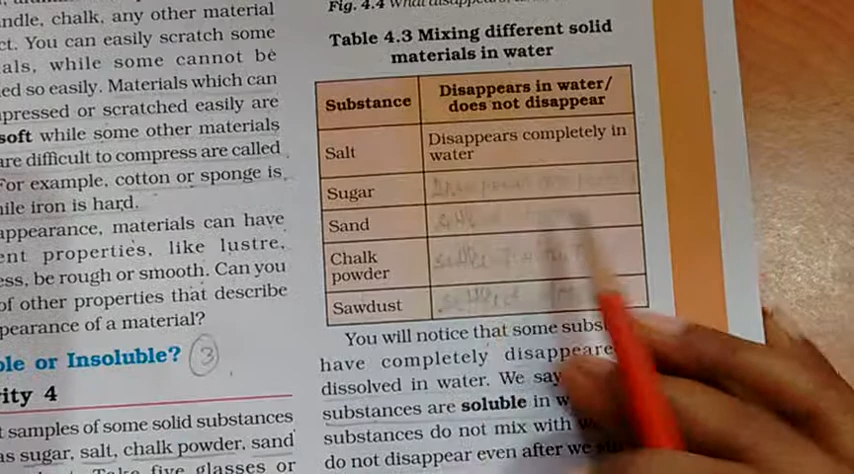 ndle, chalk, any other material
ct. You can easily scratch some
als, while some cannot be
ed so easily. Materials which can
pressed or scratched easily are
soft while some other materials
are difficult to compress are called
For example, cotton or sponge is
ile iron is hard.
appearance, materials can have
ent properties, like lustre,
ess, be rough or smooth. Can you
of other properties that describe
pearance of a material?
ble or Insoluble? 3
ity 4
t samples of some solid substances
as sugar, salt, chalk powder, sand
Take five glasses or
Fig. 4.4 What disappears,
Table 4.3 Mixing different solid
materials in water
Substance Disappears in water/
does not disappear
Salt Disappears completely in
water
Sugar
Sand
Chalk
powder
Sawdust
You will notice that some subs
have completely disappeare
dissolved in water. We say
substances are soluble in w
substances do not mix with
do not disappear even after we